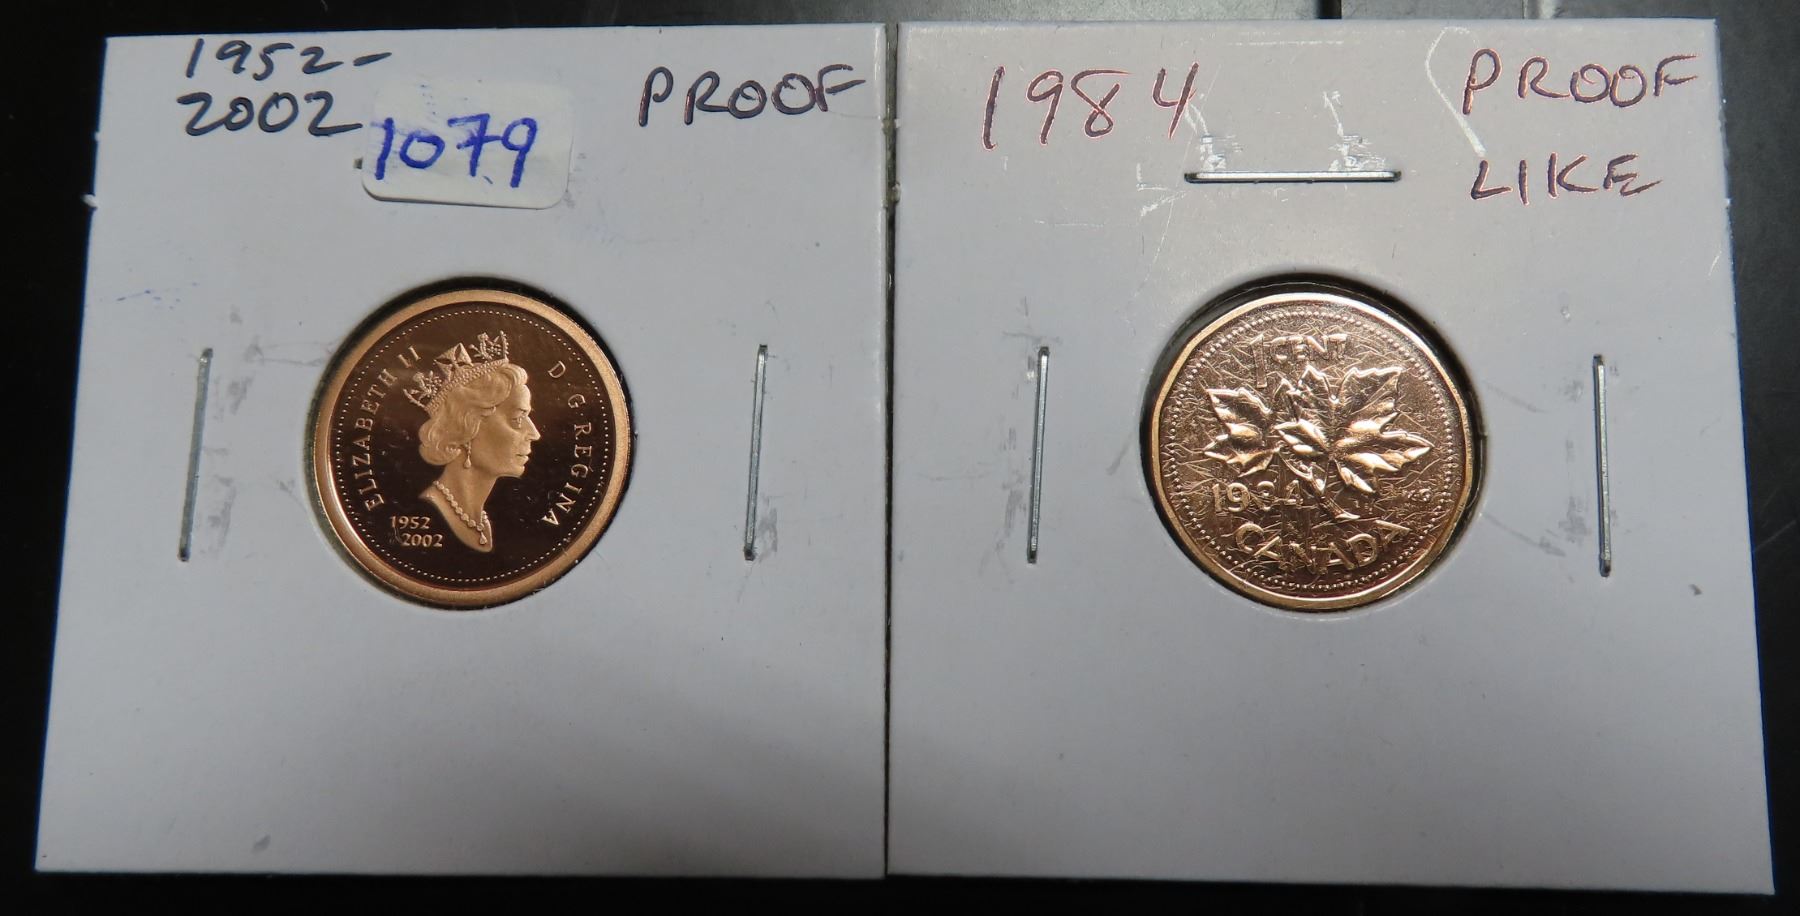 1952-
2002
1079
PROOF
ELIZABETH II
D.G.REGINA
1952
2002
1984
PROOF
LIKE
1 CENT
1984
CANADA